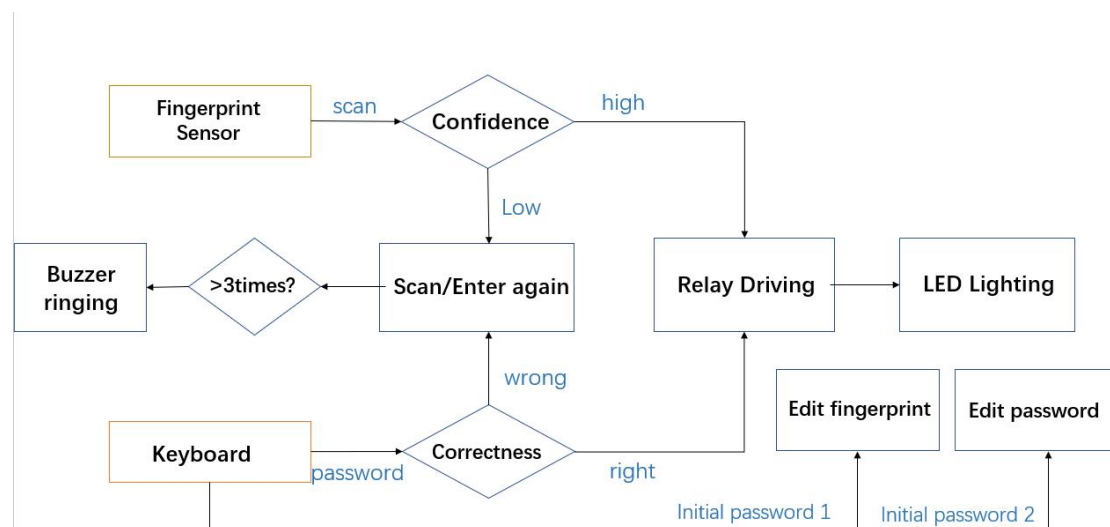 Fingerprint
Sensor
scan
Confidence
high
Low
Buzzer
ringing
>3times?
Scan/Enter again
Relay Driving
LED Lighting
wrong
Edit fingerprint
Edit password
Keyboard
password
Correctness
right
Initial password 1
Initial password 2